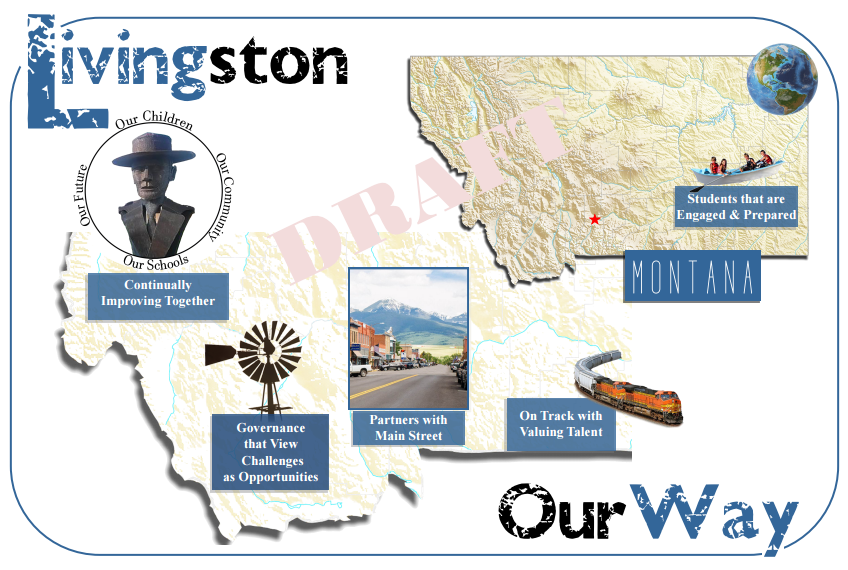 Livingston
Our Children
Our Future
Our Community
Our Schools
DRAFT
Students that are
Engaged & Prepared
MONTANA
Continually
Improving Together
Governance
that View
Challenges
as Opportunities
Partners with
Main Street
On Track with
Valuing Talent
Our Way